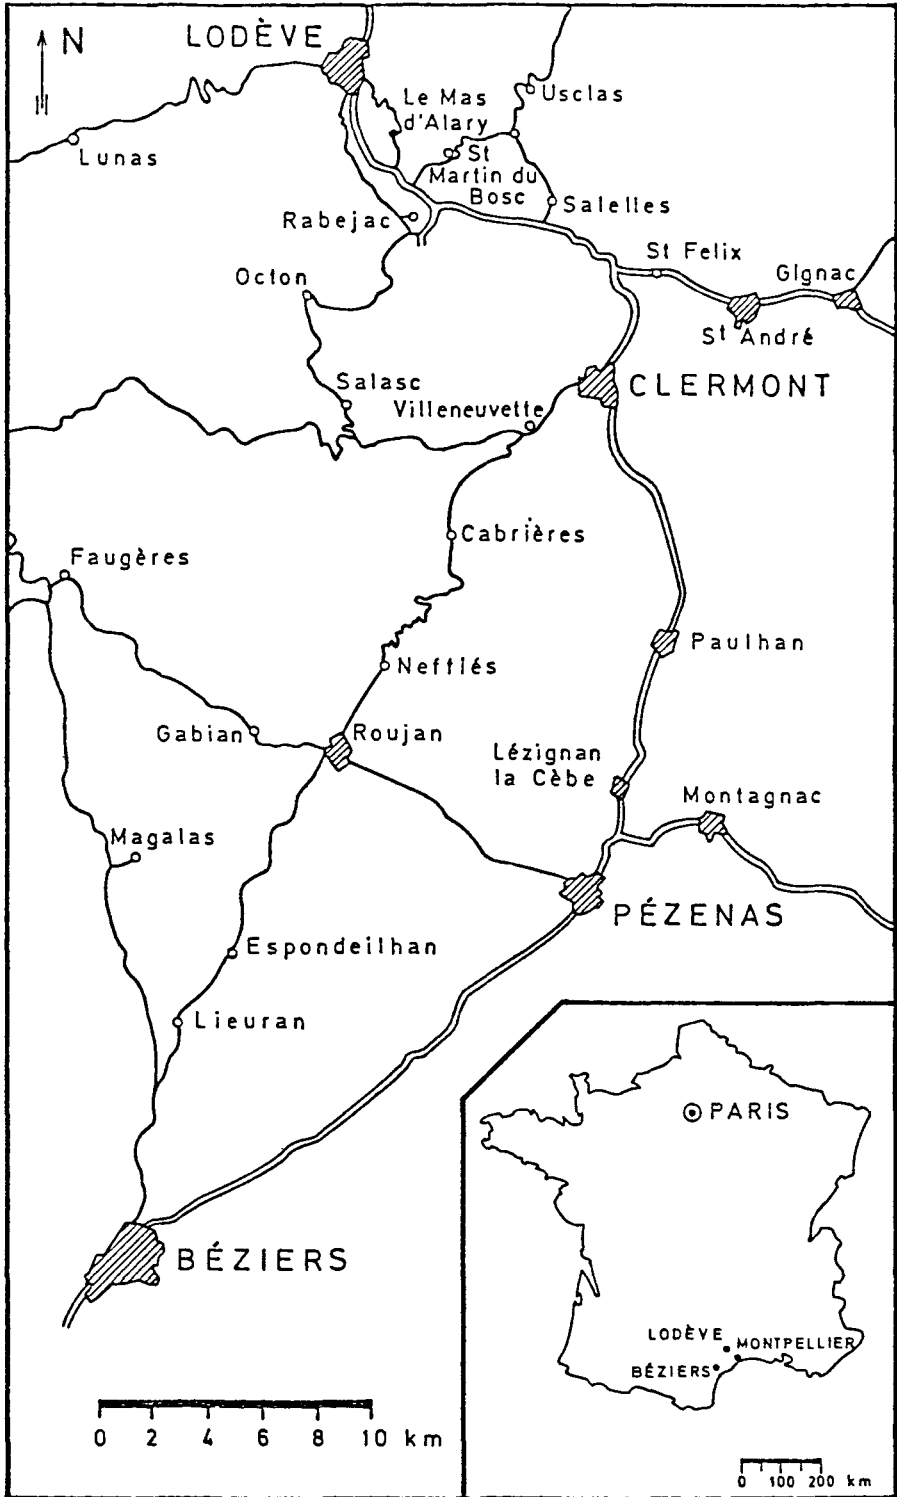 N
LODÈVE
Le Mas
d'Alary
Usclas
Lunas
St
Martin du
Bosc
Salelles
Rabejac
St Felix
Octon
Gignac
St André
Salasc
CLERMONT
Villeneuvette
Cabrières
Faugères
Paulhan
Neffiés
Gabian
Roujan
Lézignan
la Cèbe
Montagnac
Magalas
PÉZENAS
Espondeilhan
Lieuran
PARIS
BÉZIERS
LODÈVE
MONTPELLIER
BÉZIERS
0 2 4 6 8 10 km
0 100 200 km